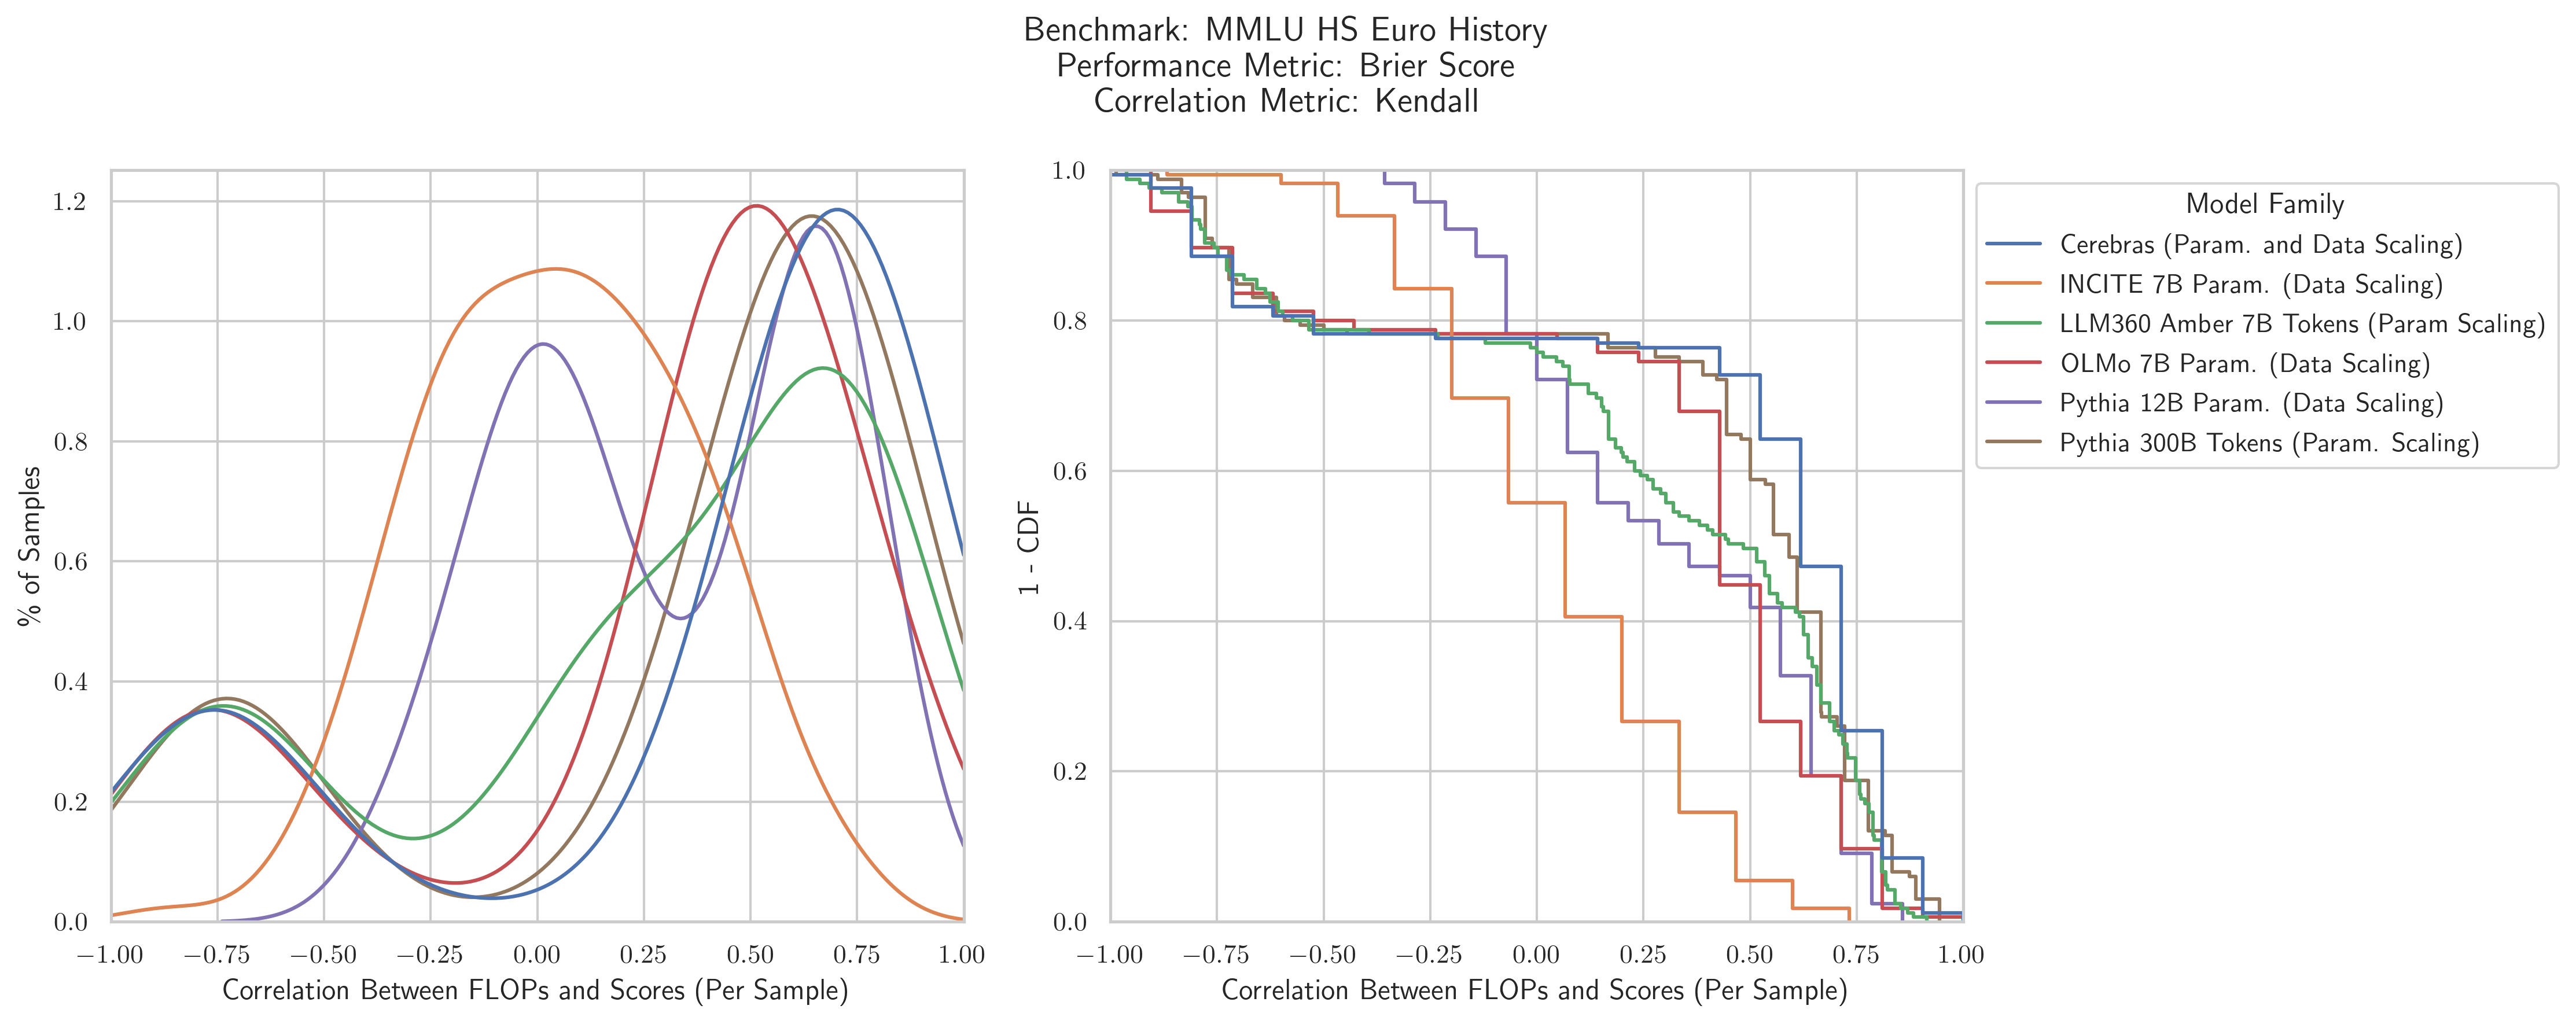 Benchmark: MMLU HS Euro History
Performance Metric: Brier Score
Correlation Metric: Kendall
% of Samples
1.2
1.0
0.8
0.6
0.4
0.2
0.0
−1.00 −0.75 −0.50 −0.25 0.00 0.25 0.50 0.75 1.00
Correlation Between FLOPs and Scores (Per Sample)
1 - CDF
1.0
0.8
0.6
0.4
0.2
0.0
−1.00 −0.75 −0.50 −0.25 0.00 0.25 0.50 0.75 1.00
Correlation Between FLOPs and Scores (Per Sample)
Model Family
Cerebras (Param. and Data Scaling)
INCITE 7B Param. (Data Scaling)
LLM360 Amber 7B Tokens (Param Scaling)
OLMo 7B Param. (Data Scaling)
Pythia 12B Param. (Data Scaling)
Pythia 300B Tokens (Param. Scaling)